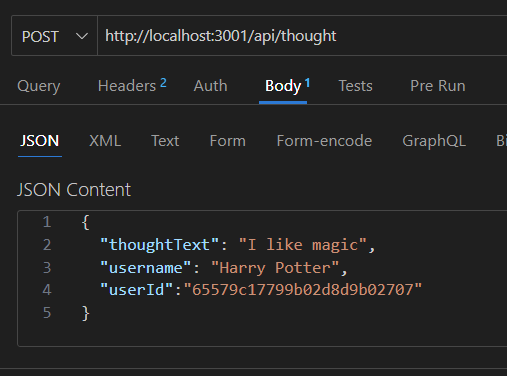 POST http://localhost:3001/api/thought
Query Headers 2 Auth Body 1 Tests Pre Run
JSON XML Text Form Form-encode GraphQL Bi
JSON Content
1 {
2 "thoughtText": "I like magic",
3 "username": "Harry Potter",
4 "userId":"65579c17799b02d8d9b02707"
5 }